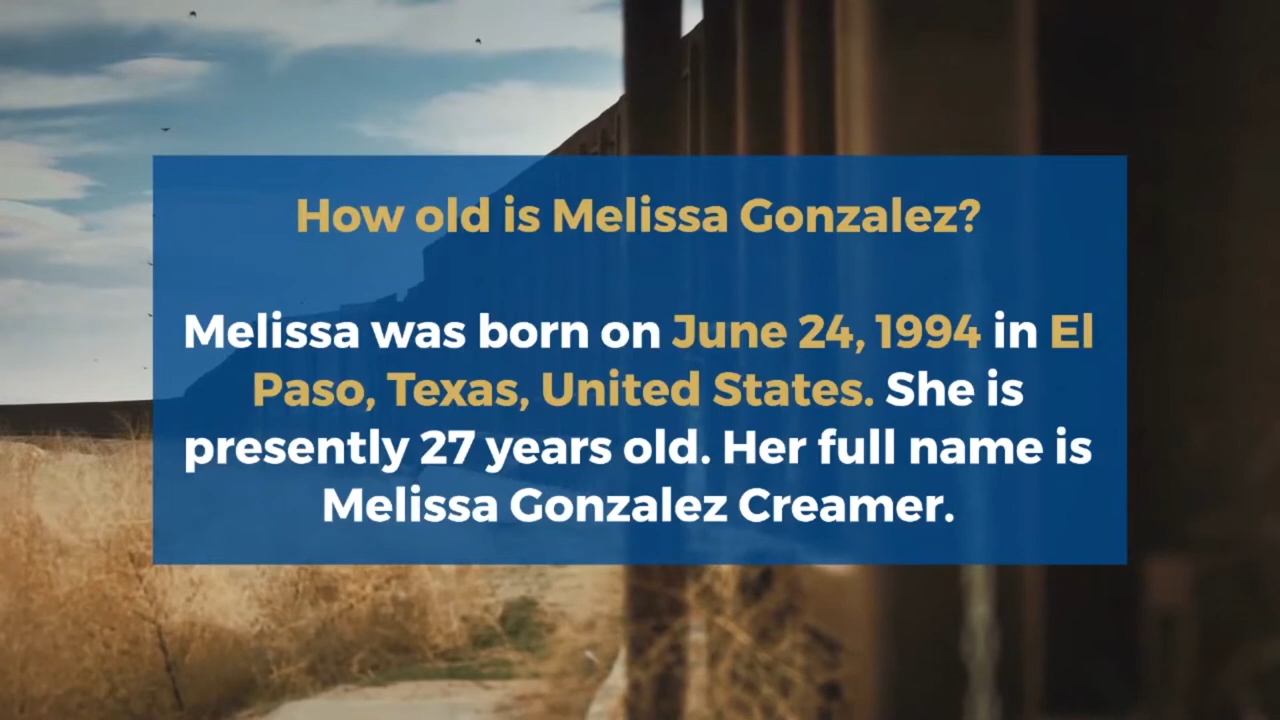 How old is Melissa Gonzalez?
Melissa was born on June 24, 1994 in El
Paso, Texas, United States. She is
presently 27 years old. Her full name is
Melissa Gonzalez Creamer.